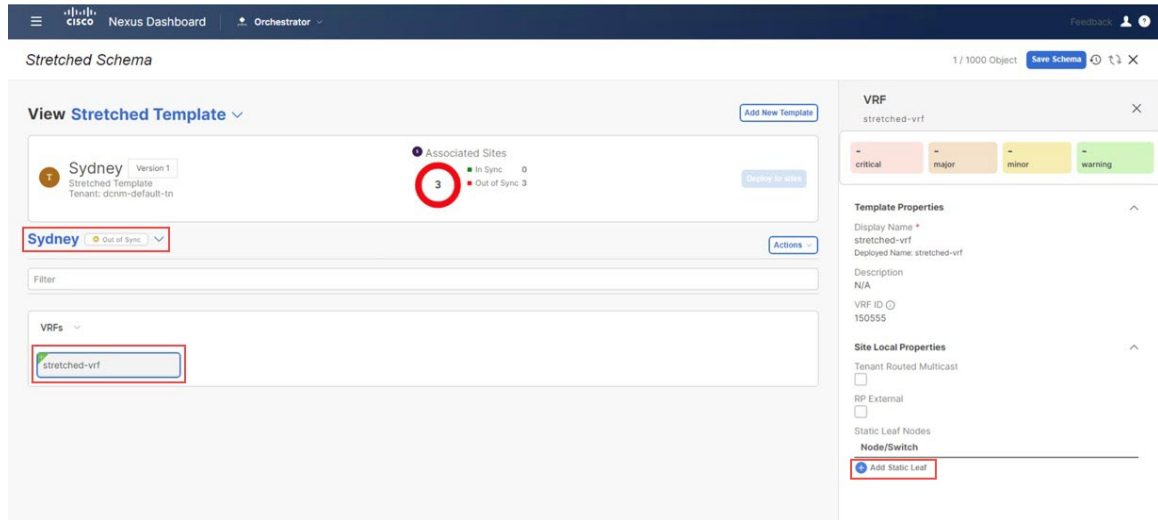 cisco Nexus Dashboard Orchestrator Feedback
Stretched Schema 1 / 1000 Object Save Schema
View Stretched Template Add New Template
T Sydney Version 1
Stretched Template
Tenant: dcnm-default-tn
Associated Sites
3
In Sync 0
Out of Sync 3
Deploy to sites
Sydney Out of Sync Actions
Filter
VRFs
stretched-vrf
VRF
stretched-vrf
- - - -
critical major minor warning
Template Properties
Display Name *
stretched-vrf
Deployed Name: stretched-vrf
Description
N/A
VRF ID
150555
Site Local Properties
Tenant Routed Multicast
RP External
Static Leaf Nodes
Node/Switch
Add Static Leaf